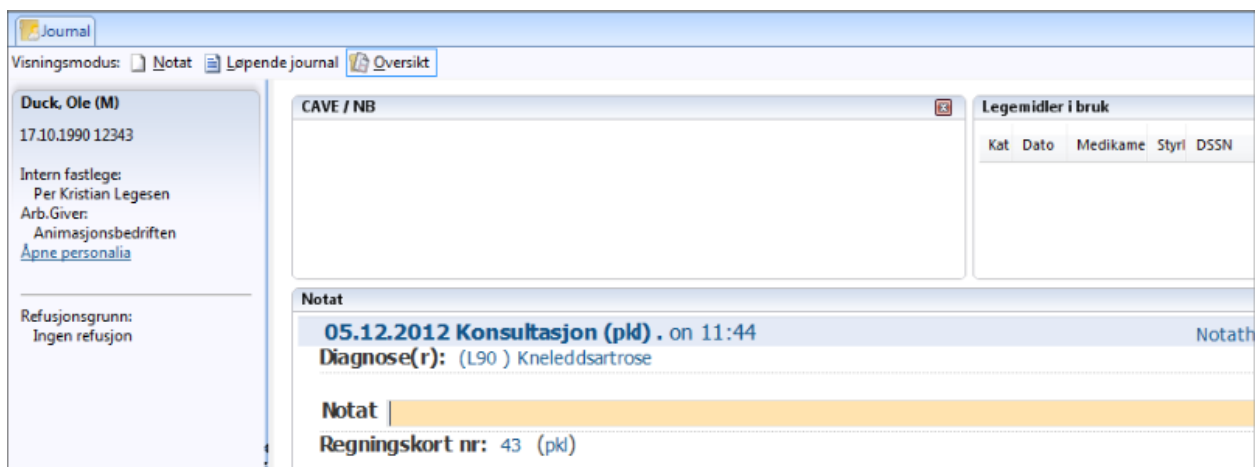 Journal
Visningsmodus: Notat Løpende journal Oversikt
Duck, Ole (M)
17.10.1990 12343
Intern fastlege:
Per Kristian Legesen
Arb.Giver:
Animasjonsbedriften
Åpne personalia
Refusjonsgrunn:
Ingen refusjon
CAVE / NB
Legemidler i bruk
Kat Dato Medikame Styrl DSSN
Notat
05.12.2012 Konsultasjon (pkl) . on 11:44 Notath
Diagnose(r): (L90 ) Kneleddsartrose
Notat
Regningskort nr: 43 (pkl)